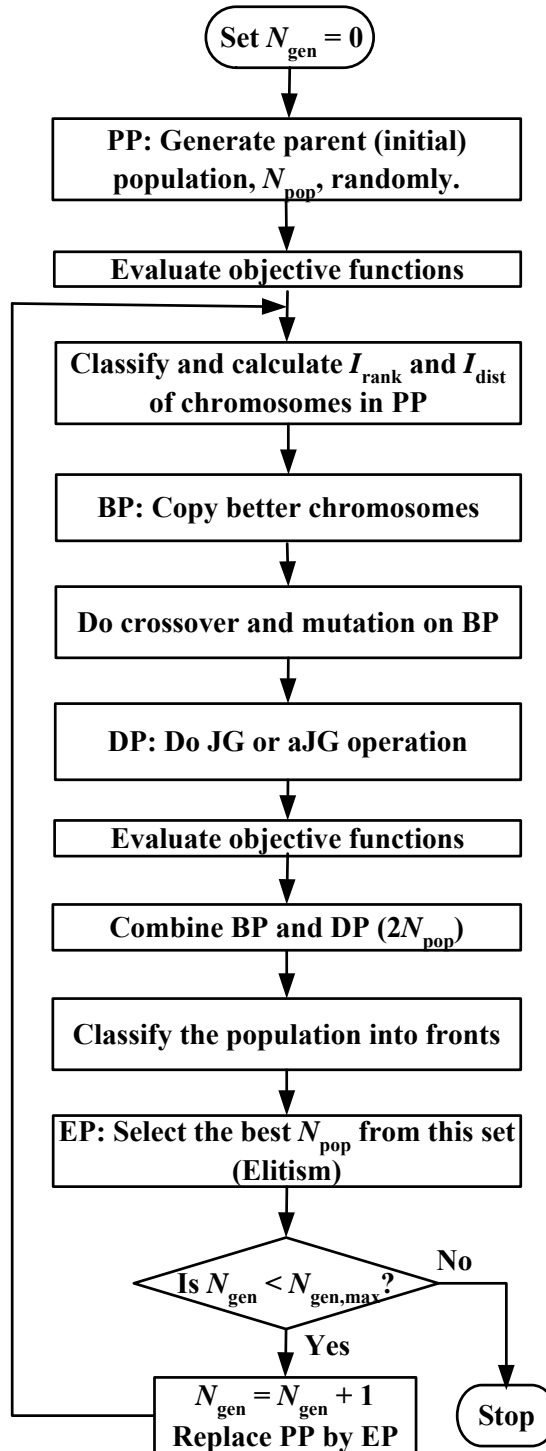 Set N_gen = 0
PP: Generate parent (initial)
population, N_pop, randomly.
Evaluate objective functions
Classify and calculate I_rank and I_dist
of chromosomes in PP
BP: Copy better chromosomes
Do crossover and mutation on BP
DP: Do JG or aJG operation
Evaluate objective functions
Combine BP and DP (2N_pop)
Classify the population into fronts
EP: Select the best N_pop from this set
(Elitism)
Is N_gen < N_gen,max?
No
Yes
N_gen = N_gen + 1
Replace PP by EP
Stop